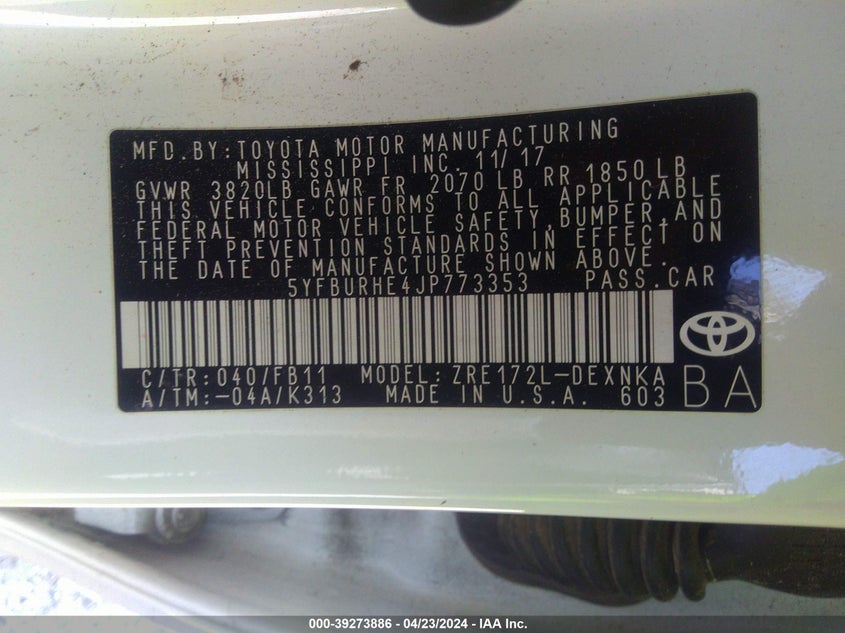 MFD.BY:TOYOTA MOTOR MANUFACTURING
MISSISSIPPI INC. 11/17
GVWR 3820LB GAWR FR 2070 LB RR 1850 LB
THIS VEHICLE CONFORMS TO ALL APPLICABLE
FEDERAL MOTOR VEHICLE SAFETY,BUMPER,AND
THEFT PREVENTION STANDARDS IN EFFECT ON
THE DATE OF MANUFACTURE SHOWN ABOVE.
5YFBURHE4JP773353 PASS.CAR
C/TR:040/FB11 MODEL:ZRE172L-DEXNKA
A/TM:-04A/K313 MADE IN U.S.A. 603
BA
000-39273886 - 04/23/2024 - IAA Inc.